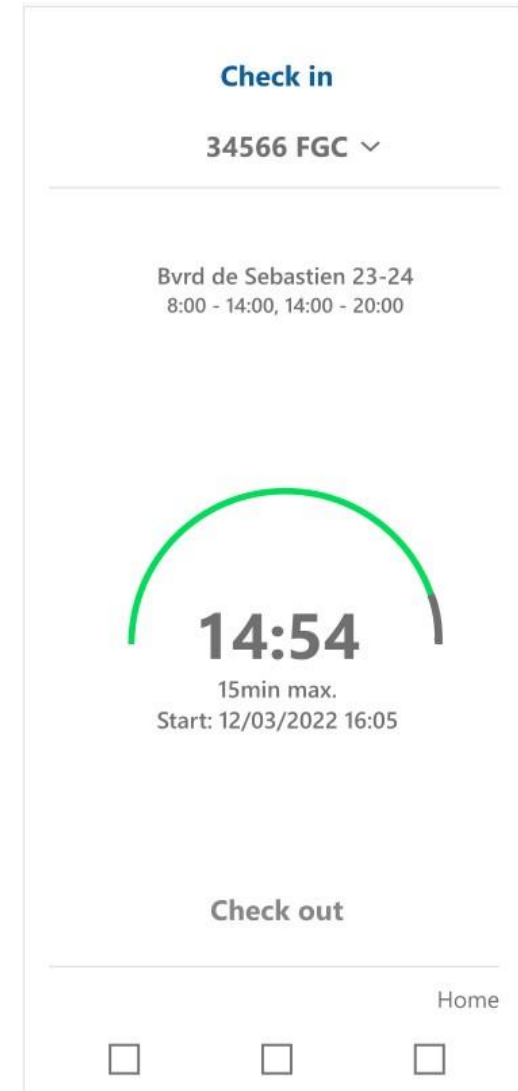 Check in
34566 FGC
Bvrd de Sebastien 23-24
8:00 - 14:00, 14:00 - 20:00
14:54
15min max.
Start: 12/03/2022 16:05
Check out
Home